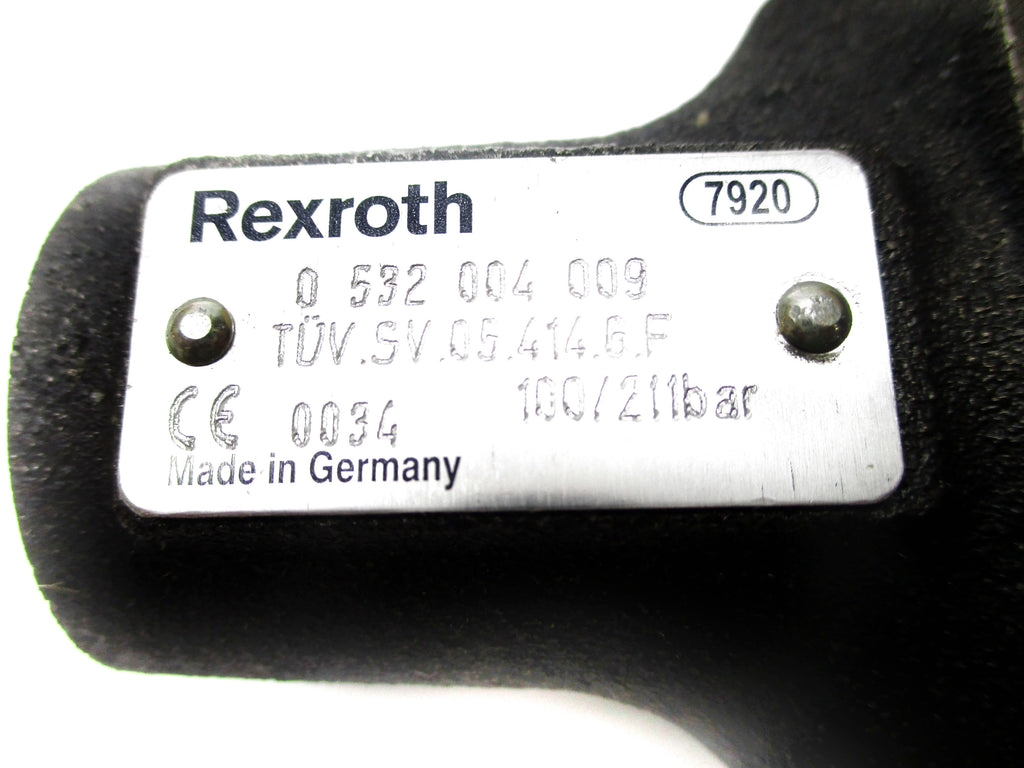 Rexroth
7920
0 532 004 009
TÜV.SV.05.414.6.F
CE 0034 100/211bar
Made in Germany